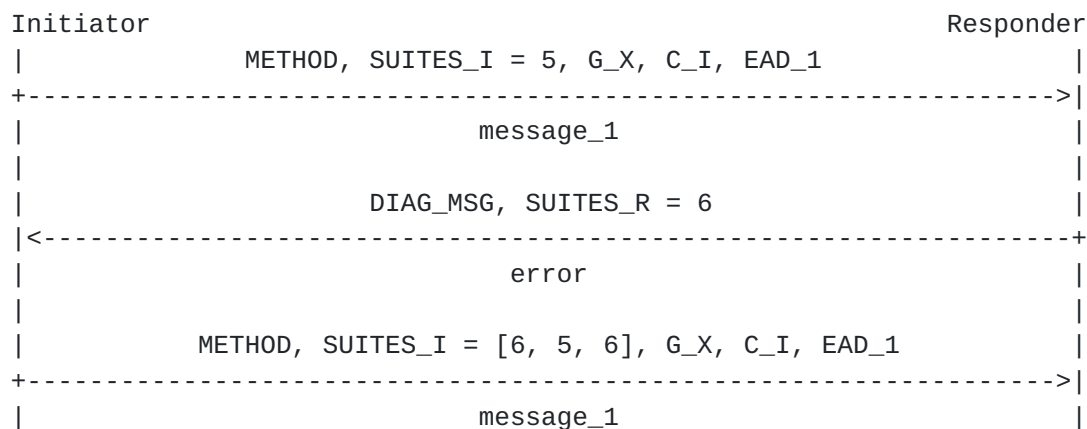 Initiator                                                   Responder
|              METHOD, SUITES_I = 5, G_X, C_I, EAD_1                |
+------------------------------------------------------------------>|
|                             message_1                             |
|                                                                   |
|                      DIAG_MSG, SUITES_R = 6                       |
|<------------------------------------------------------------------+
|                               error                               |
|                                                                   |
|           METHOD, SUITES_I = [6, 5, 6], G_X, C_I, EAD_1           |
+------------------------------------------------------------------>|
|                             message_1                             |